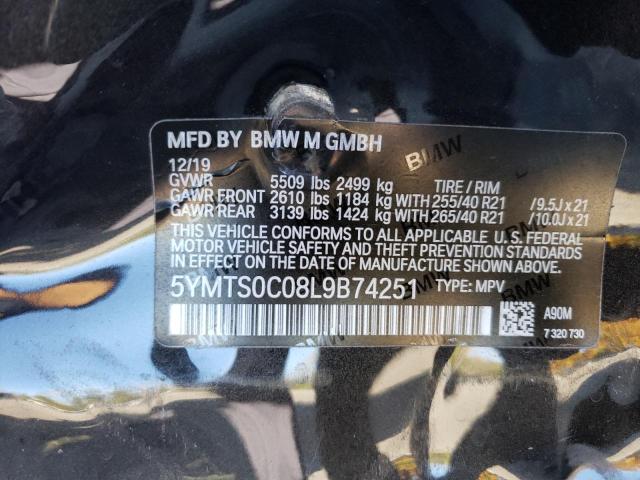 MFD BY BMW M GMBH
12/19
GVWR 5509 lbs 2499 kg TIRE / RIM
GAWR FRONT 2610 lbs 1184 kg WITH 255/40 R21 /9.5J x 21
GAWR REAR 3139 lbs 1424 kg WITH 265/40 R21 /10.0J x 21
THIS VEHICLE CONFORMS TO ALL APPLICABLE U. S. FEDERAL
MOTOR VEHICLE SAFETY AND THEFT PREVENTION STANDARDS
IN EFFECT ON THE DATE OF MANUFACTURE SHOWN ABOVE.
5YMTS0C08L9B74251 TYPE: MPV
A90M
7 320 730